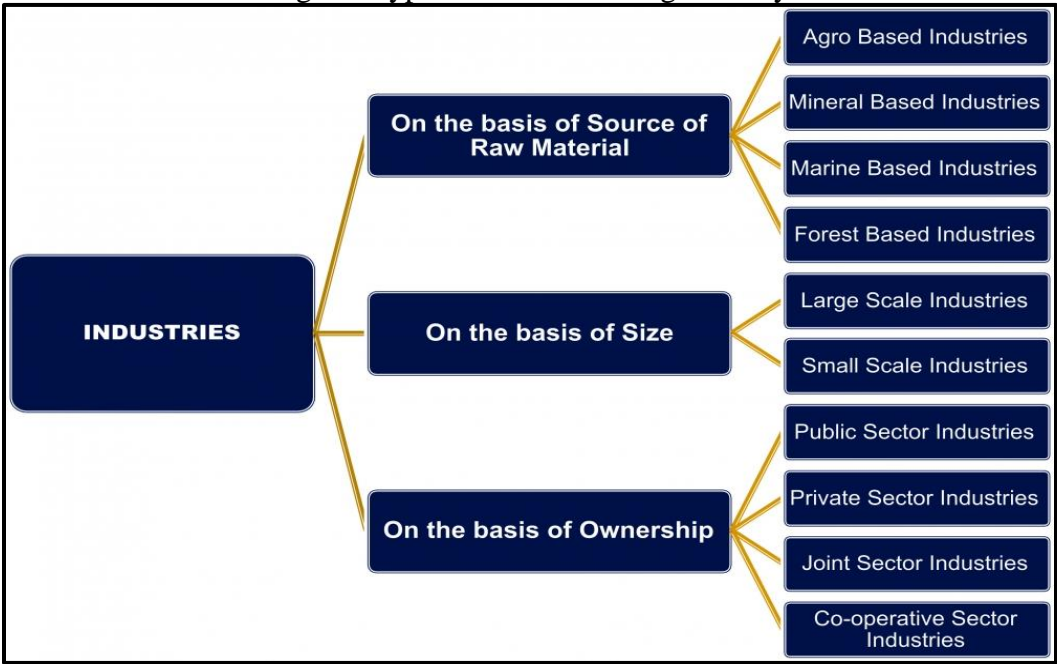 INDUSTRIES
On the basis of Source of
Raw Material
Agro Based Industries
Mineral Based Industries
Marine Based Industries
Forest Based Industries
On the basis of Size
Large Scale Industries
Small Scale Industries
On the basis of Ownership
Public Sector Industries
Private Sector Industries
Joint Sector Industries
Co-operative Sector
Industries